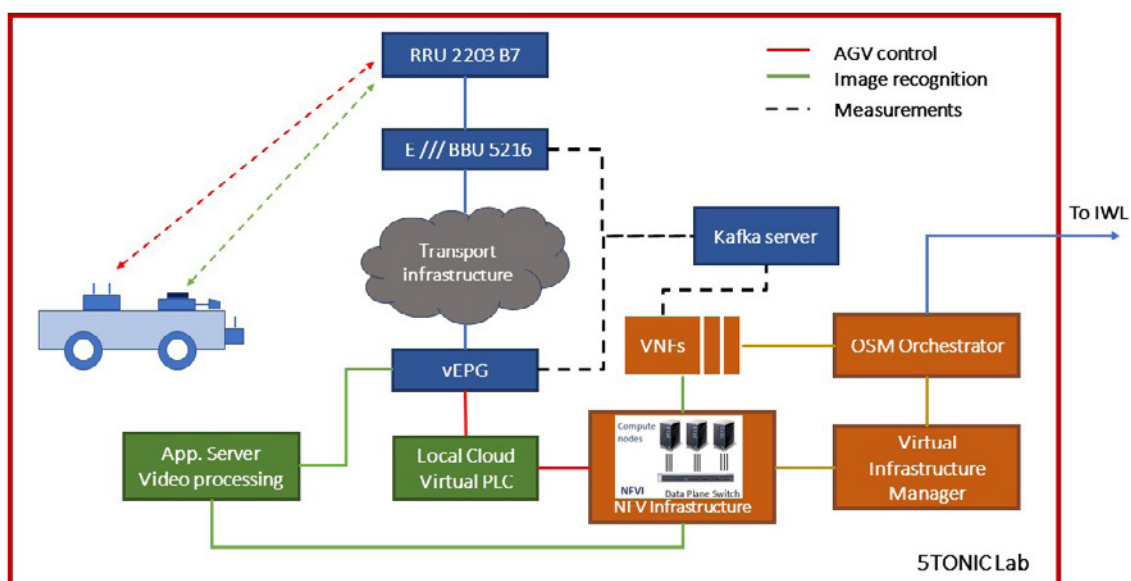 RRU 2203 B7
AGV control
Image recognition
Measurements
E /// BBU 5216
To IWL
Kafka server
Transport
infrastructure
VNFs
OSM Orchestrator
vEPG
Compute
nodes
App. Server
Video processing
Local Cloud
Virtual PLC
NFVI
Data Plane Switch
NFV Infrastructure
Virtual
Infrastructure
Manager
5TONIC Lab